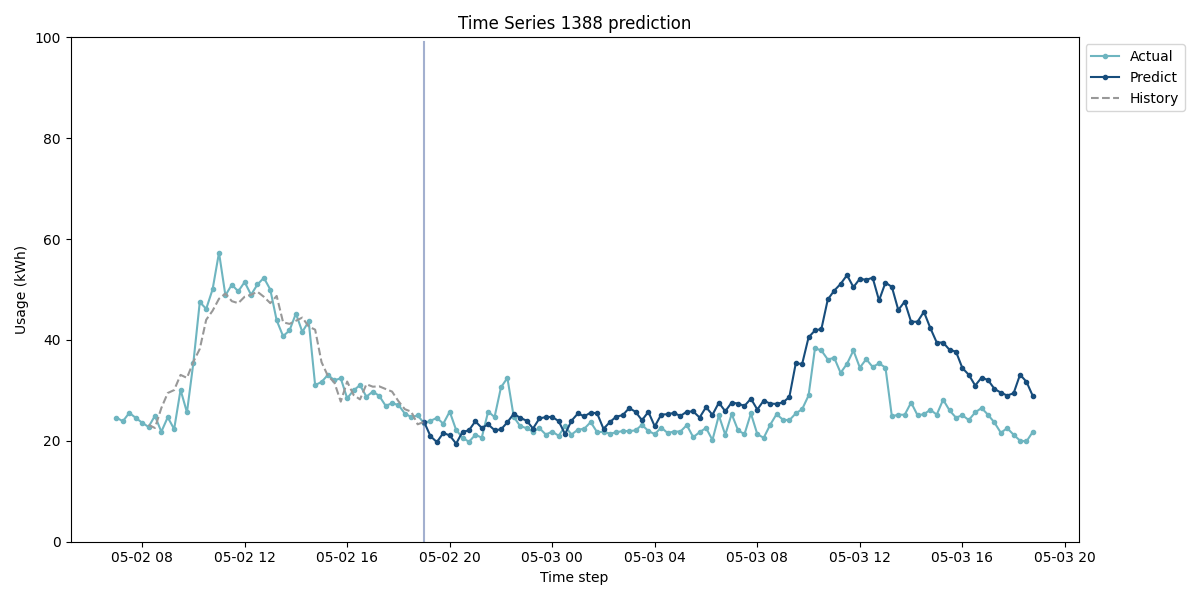 Time Series 1388 prediction
100
80
60
40
20
0
Usage (kWh)
05-02 08
05-02 12
05-02 16
05-02 20
05-03 00
05-03 04
05-03 08
05-03 12
05-03 16
05-03 20
Time step
Actual
Predict
History